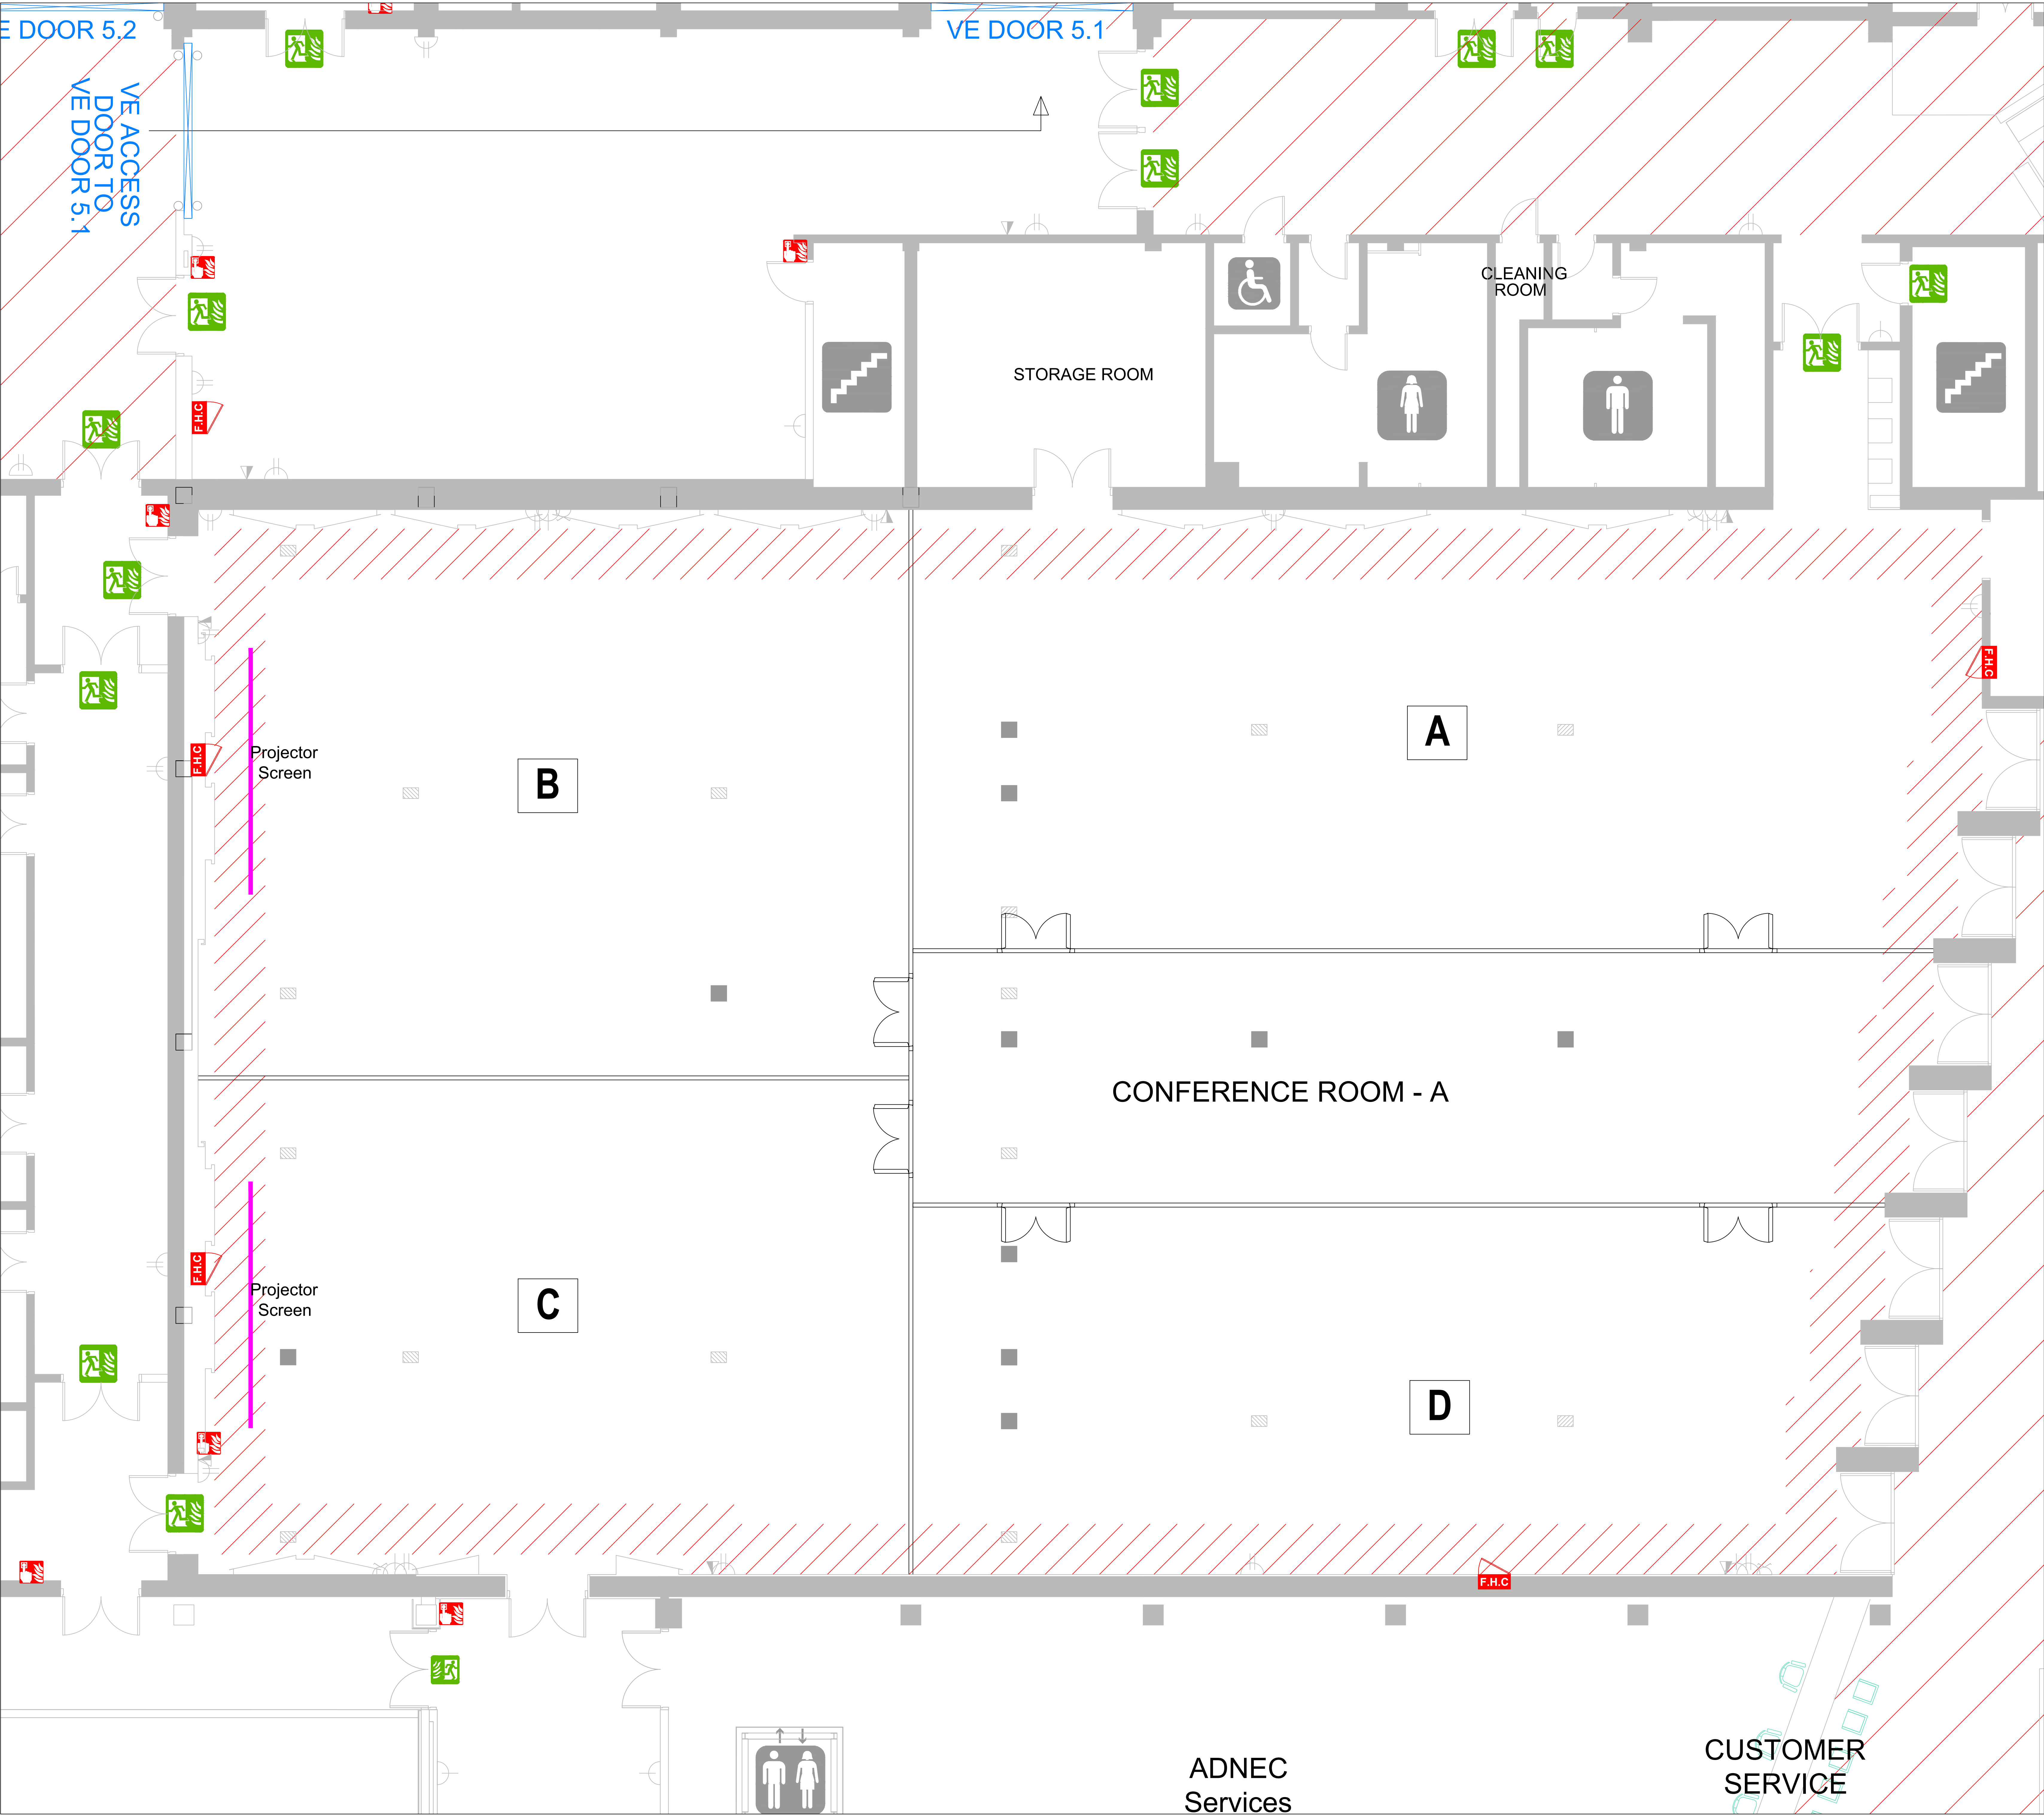 E DOOR 5.2
VE DOOR 5.1
VE ACCESS
DOOR TO
VE DOOR 5.1
CLEANING
ROOM
STORAGE ROOM
F.H.C
F.H.C
A
F.H.C
Projector
Screen
B
CONFERENCE ROOM - A
F.H.C
Projector
Screen
C
D
F.H.C
ADNEC
Services
CUSTOMER
SERVICE